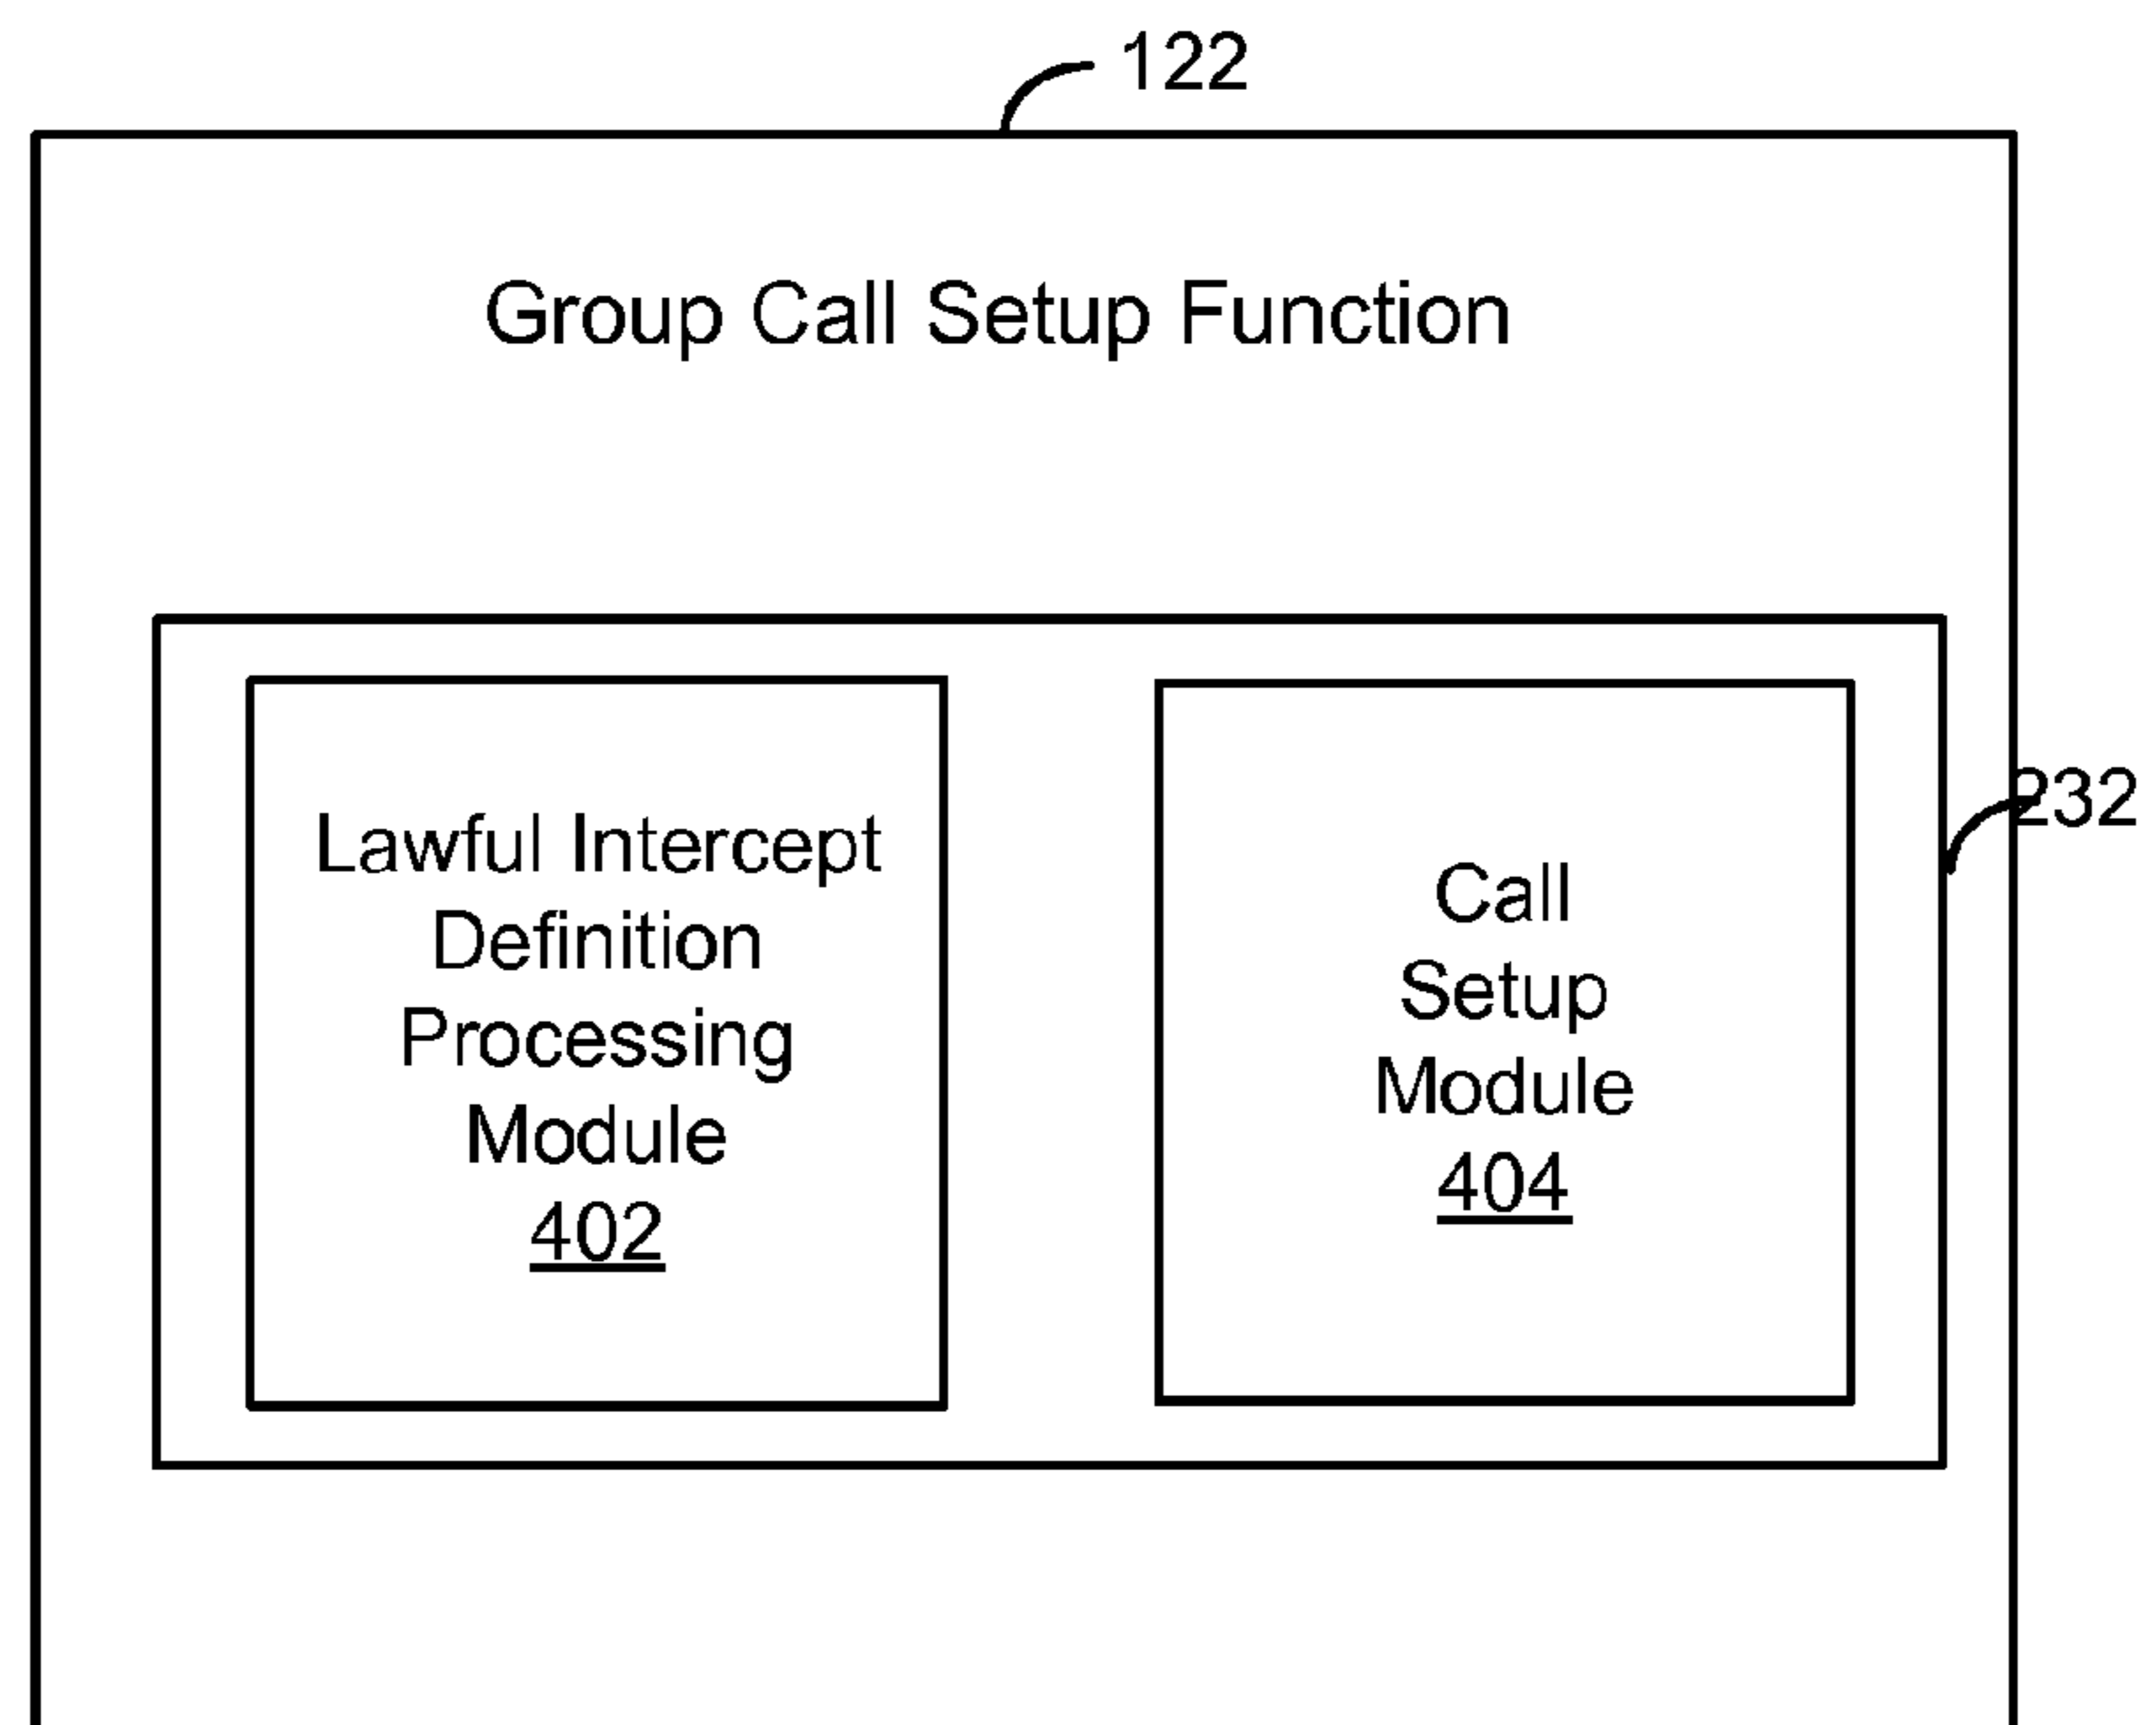 122
Group Call Setup Function
232
Lawful Intercept
Definition
Processing
Module
402
Call
Setup
Module
404